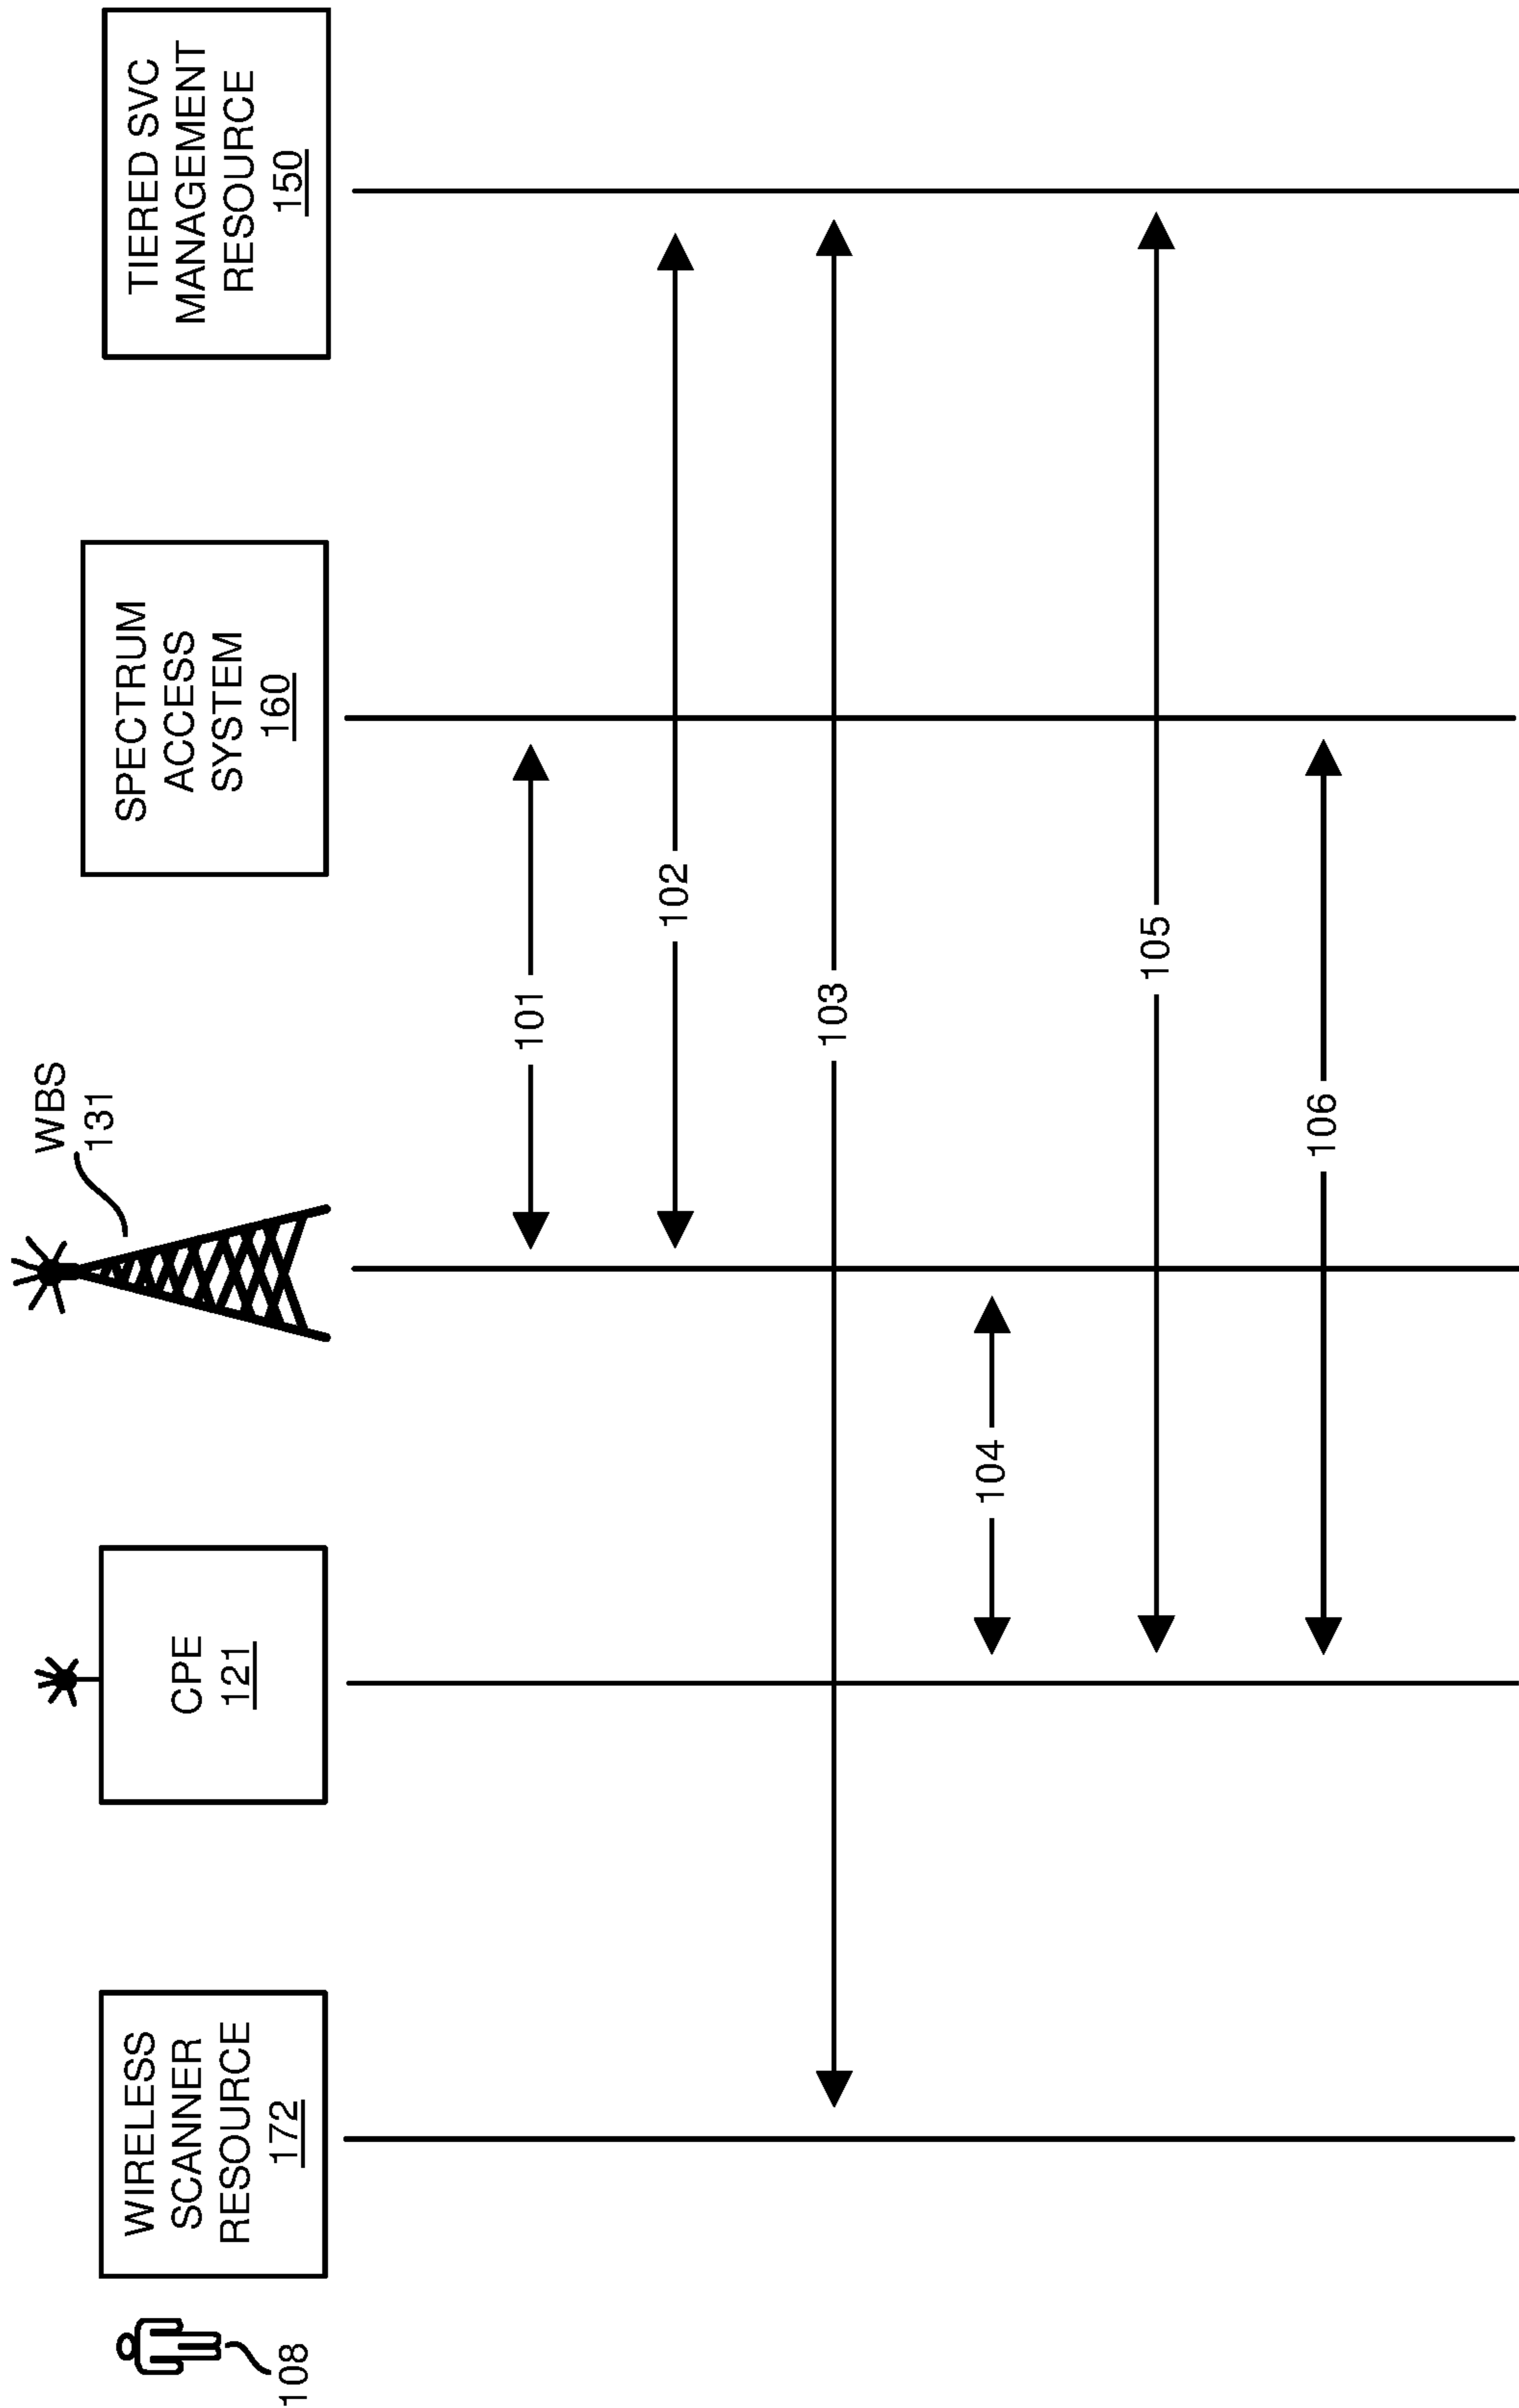 108
WIRELESS
SCANNER
RESOURCE
172
CPE
121
WBS
131
SPECTRUM
ACCESS
SYSTEM
160
TIERED SVC
MANAGEMENT
RESOURCE
150
101
102
103
104
105
106